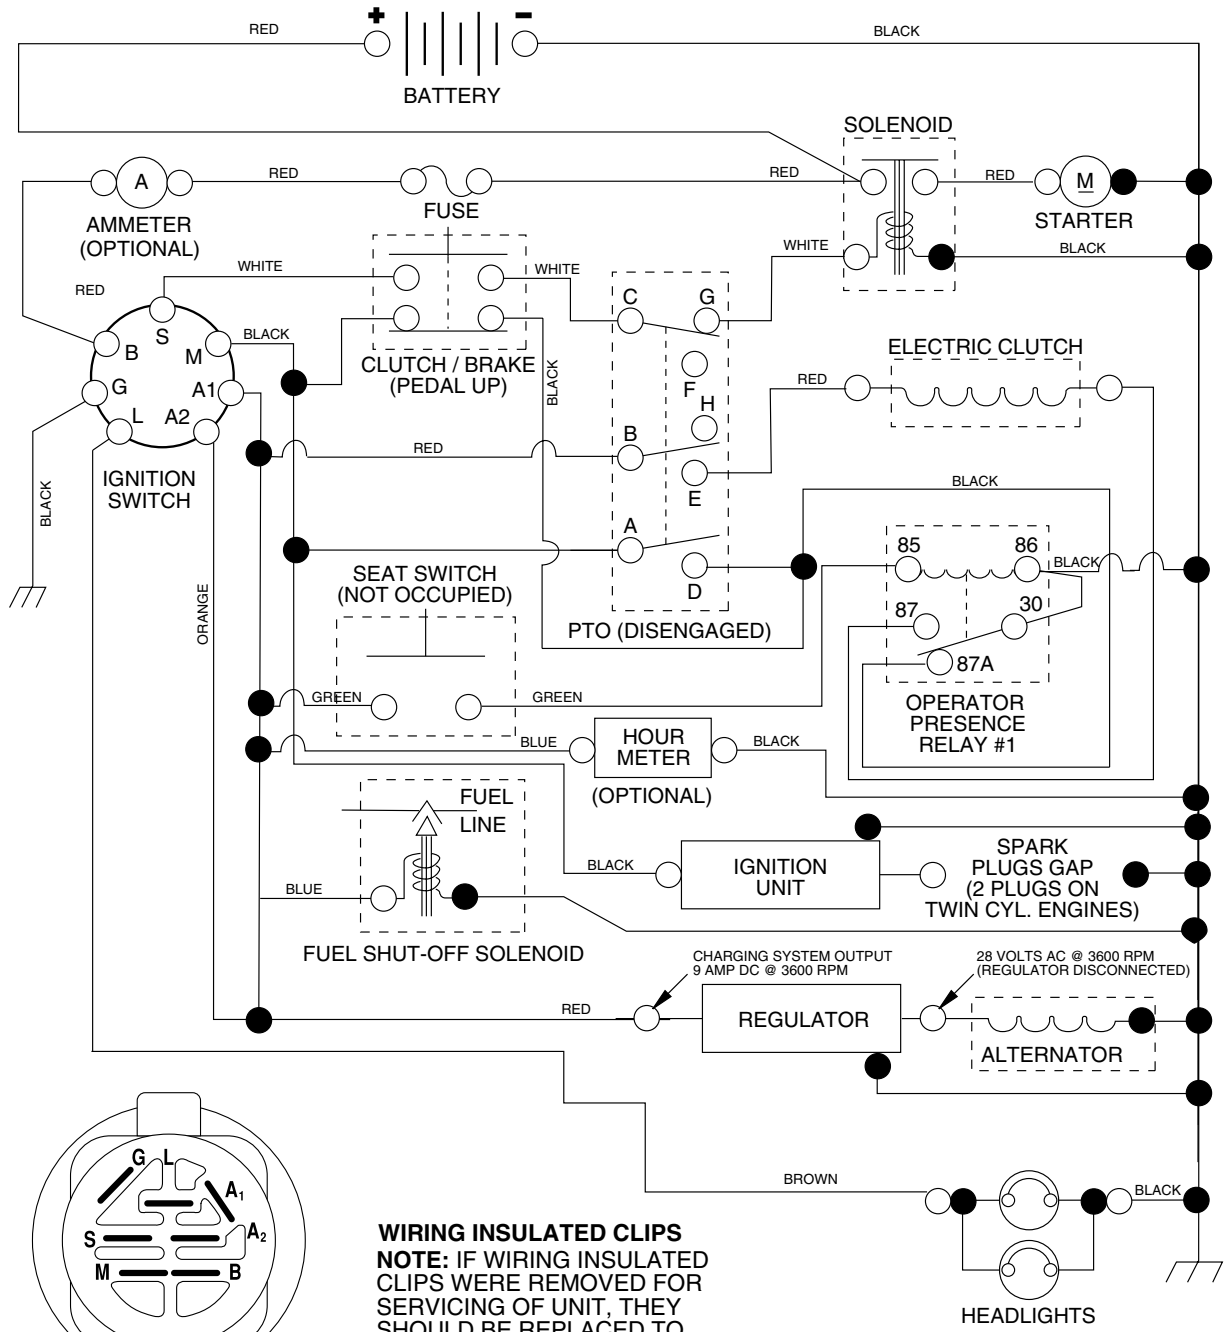 RED
+
-
BLACK
BATTERY
SOLENOID
A
RED
RED
RED
M
AMMETER
(OPTIONAL)
FUSE
STARTER
WHITE
WHITE
WHITE
BLACK
RED
S
B
M
BLACK
G
A1
L
A2
IGNITION
SWITCH
CLUTCH / BRAKE
(PEDAL UP)
BLACK
C
G
F
H
B
E
A
D
ELECTRIC CLUTCH
RED
RED
BLACK
BLACK
ORANGE
85
86
BLACK
87
30
87A
SEAT SWITCH
(NOT OCCUPIED)
PTO (DISENGAGED)
OPERATOR
PRESENCE
RELAY #1
GREEN
GREEN
BLUE
HOUR
METER
BLACK
(OPTIONAL)
FUEL
LINE
BLUE
FUEL SHUT-OFF SOLENOID
BLACK
IGNITION
UNIT
SPARK
PLUGS GAP
(2 PLUGS ON
TWIN CYL. ENGINES)
CHARGING SYSTEM OUTPUT
9 AMP DC @ 3600 RPM
28 VOLTS AC @ 3600 RPM
(REGULATOR DISCONNECTED)
RED
REGULATOR
ALTERNATOR
BROWN
BLACK
HEADLIGHTS
G
L
A1
A2
S
M
B
WIRING INSULATED CLIPS
NOTE: IF WIRING INSULATED
CLIPS WERE REMOVED FOR
SERVICING OF UNIT, THEY
SHOULD BE REPLACED TO